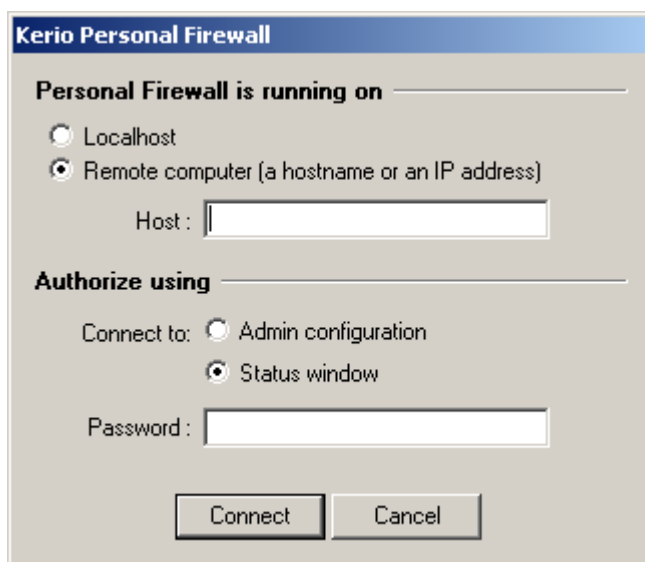 Kerio Personal Firewall
Personal Firewall is running on
Localhost
Remote computer (a hostname or an IP address)
Host :
Authorize using
Connect to: Admin configuration
Status window
Password :
Connect Cancel